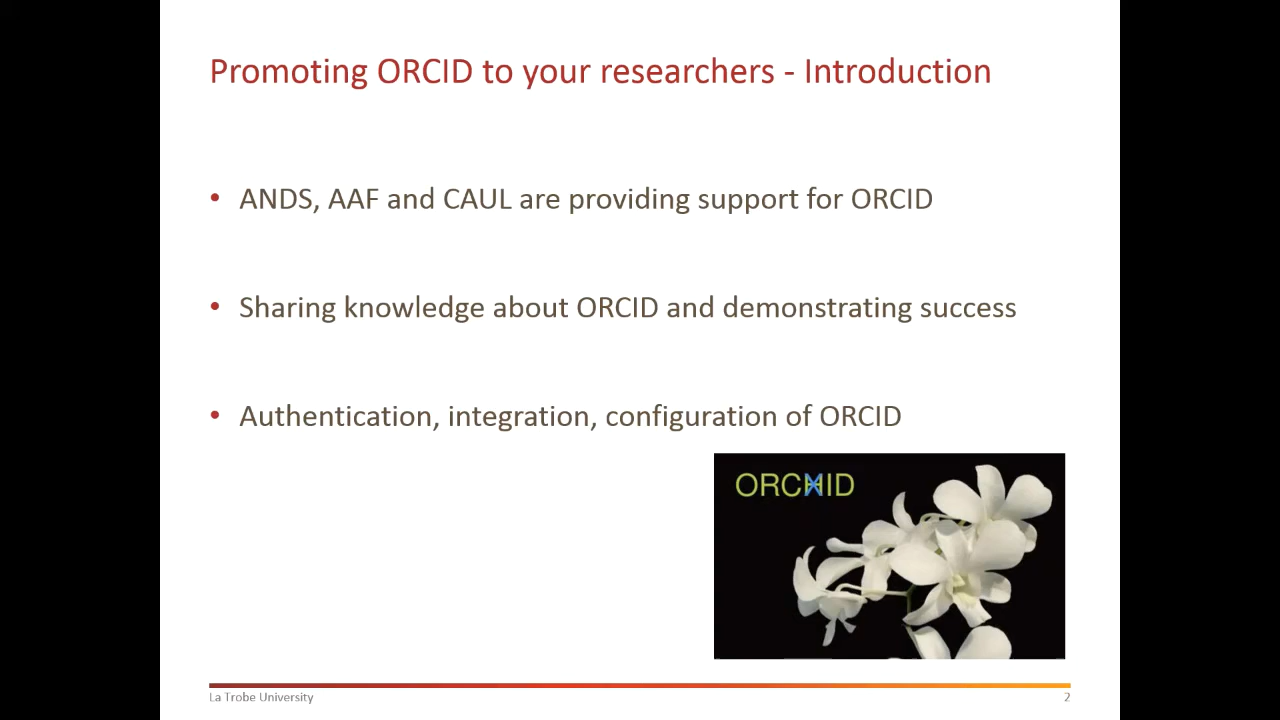 Promoting ORCID to your researchers - Introduction
• ANDS, AAF and CAUL are providing support for ORCID
• Sharing knowledge about ORCID and demonstrating success
• Authentication, integration, configuration of ORCID
ORCHID
La Trobe University
2